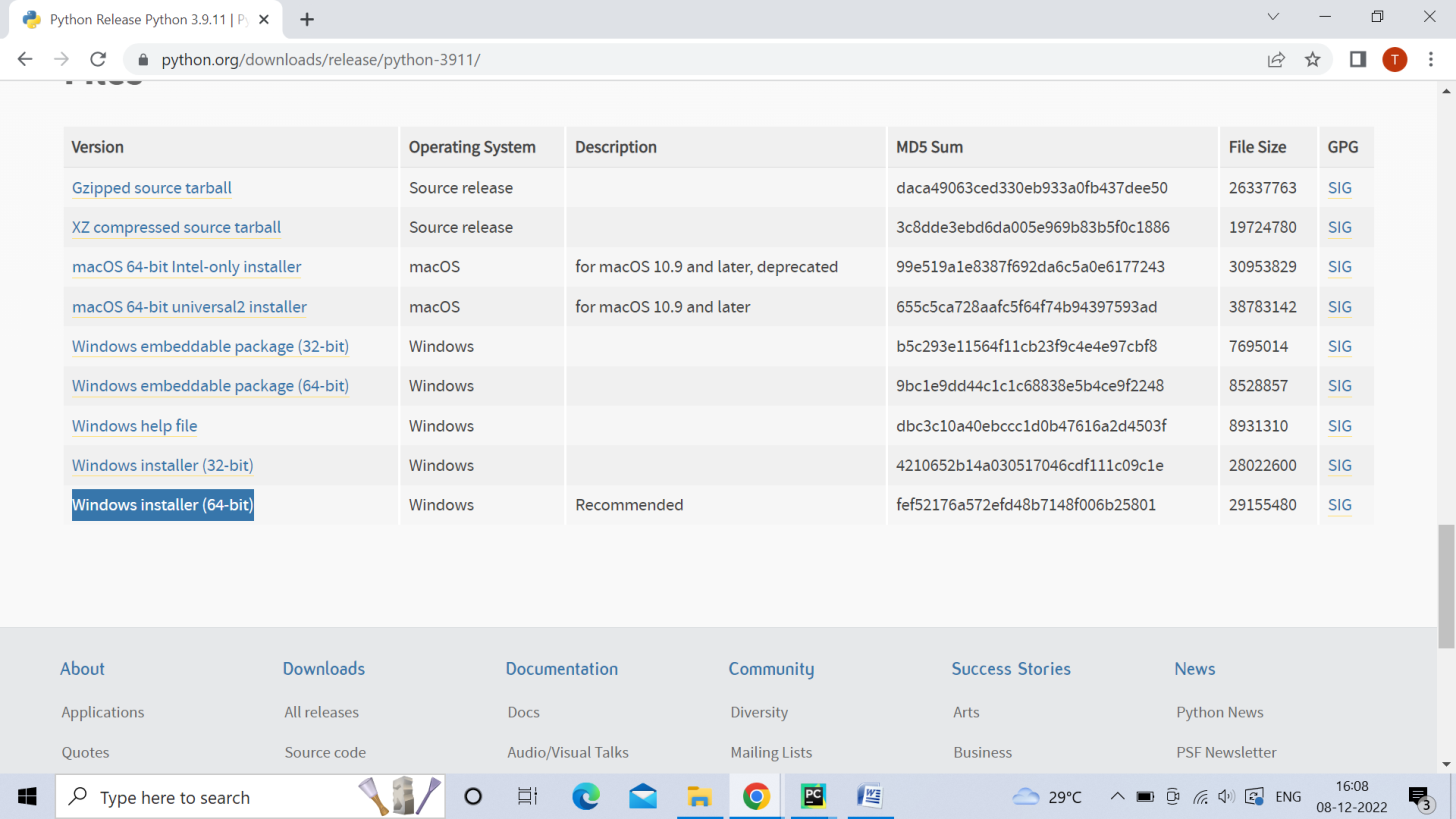 Python Release Python 3.9.11 | P
python.org/downloads/release/python-3911/
T
Files
Version Operating System Description MD5 Sum File Size GPG
Gzipped source tarball Source release daca49063ced330eb933a0fb437dee50 26337763 SIG
XZ compressed source tarball Source release 3c8dde3ebd6da005e969b83b5f0c1886 19724780 SIG
macOS 64-bit Intel-only installer macOS for macOS 10.9 and later, deprecated 99e519a1e8387f692da6c5a0e6177243 30953829 SIG
macOS 64-bit universal2 installer macOS for macOS 10.9 and later 655c5ca728aafc5f64f74b94397593ad 38783142 SIG
Windows embeddable package (32-bit) Windows b5c293e11564f11cb23f9c4e4e97cbf8 7695014 SIG
Windows embeddable package (64-bit) Windows 9bc1e9dd44c1c1c68838e5b4ce9f2248 8528857 SIG
Windows help file Windows dbc3c10a40ebccc1d0b47616a2d4503f 8931310 SIG
Windows installer (32-bit) Windows 4210652b14a030517046cdf111c09c1e 28022600 SIG
Windows installer (64-bit) Windows Recommended fef52176a572efd48b7148f006b25801 29155480 SIG
About Downloads Documentation Community Success Stories News
Applications All releases Docs Diversity Arts Python News
Quotes Source code Audio/Visual Talks Mailing Lists Business PSF Newsletter
Type here to search
PC
W
29°C
ENG
16:08
08-12-2022
3